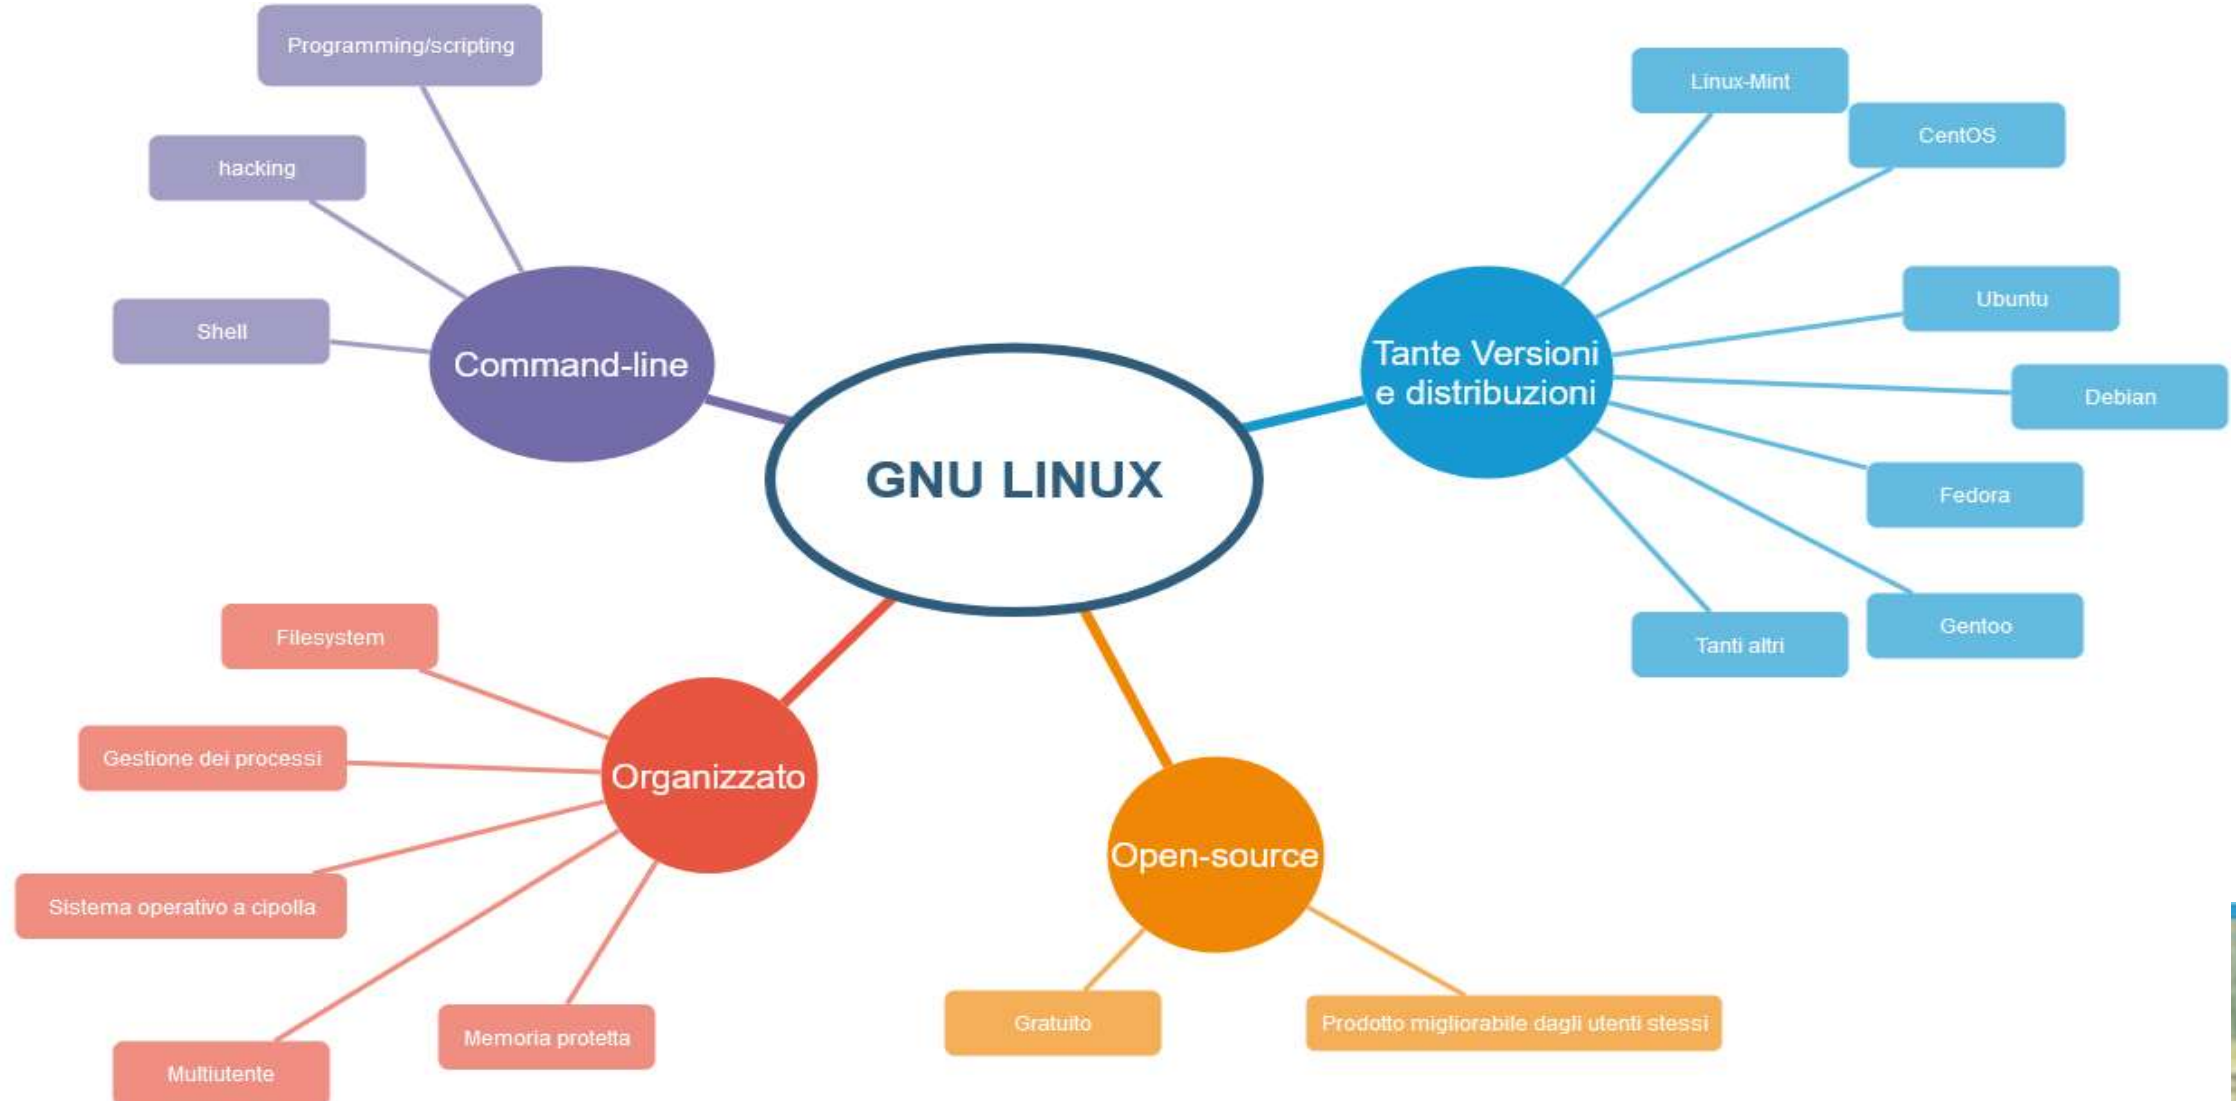 Programming/scripting
hacking
Shell
Command-line
GNU LINUX
Tante Versioni
e distribuzioni
Linux-Mint
CentOS
Ubuntu
Debian
Fedora
Gentoo
Tanti altri
Organizzato
Filesystem
Gestione dei processi
Sistema operativo a cipolla
Multiutente
Memoria protetta
Open-source
Gratuito
Prodotto migliorabile dagli utenti stessi